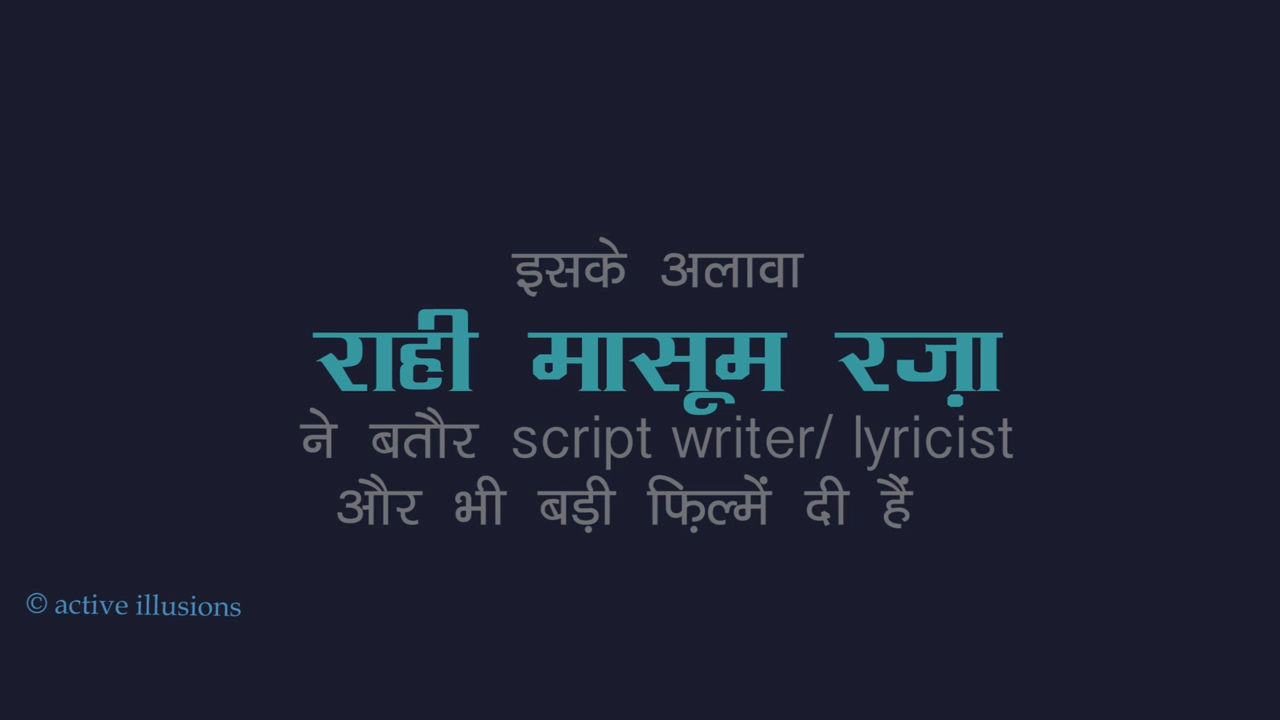 इसके अलावा
राही मासूम रज़ा
ने बतौर script writer/ lyricist
और भी बड़ी फ़िल्में दी हैं
© active illusions